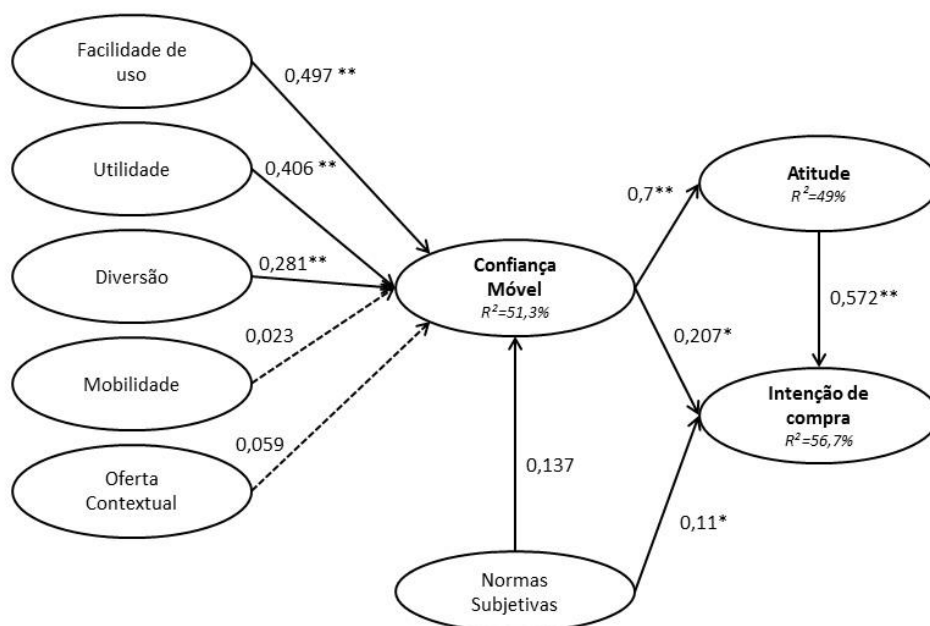 Facilidade de
uso
0,497 **
Utilidade
0,406 **
Diversão
0,281**
Mobilidade
0,023
Oferta
Contextual
0,059
Confiança
Móvel
R²=51,3%
0,7**
Atitude
R²=49%
0,572**
0,207*
Intenção de
compra
R²=56,7%
0,137
0,11*
Normas
Subjetivas